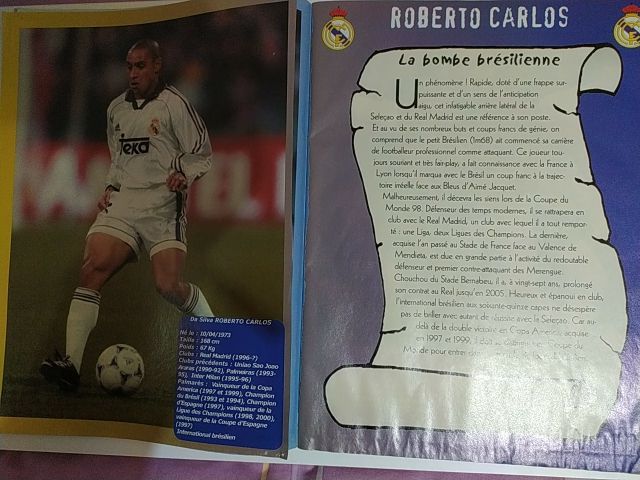 teka
Da Silva ROBERTO CARLOS
Né le : 10/04/1973
Taille : 168 cm
Poids : 67 Kg
Clubs : Real Madrid (1996-?)
Clubs précédents : Uniao Sao Joao
Araras (1990-92), Palmeiras (1993-
95), Inter Milan (1995-96)
Palmarès : Vainqueur de la Copa
America (1997 et 1999), Champion
du Brésil (1993 et 1994), Champion
d'Espagne (1997), vainqueur de la
Ligue des Champions (1998, 2000),
vainqueur de la Coupe d'Espagne
(1997)
International brésilien
ROBERTO CARLOS
La bombe brésilienne
Un phénomène ! Rapide, doté d'une frappe sur-
puissante et d'un sens de l'anticipation
aigu, cet infatigable arrière latéral de la
Seleçao et du Real Madrid est une référence à son poste.
Et au vu de ses nombreux buts et coups francs de génie, on
comprend que le petit Brésilien (1m68) ait commencé sa carrière
de footballeur professionnel comme attaquant. Ce joueur tou-
jours souriant et très fair-play, a fait connaissance avec la France à
Lyon lorsqu'il marqua avec le Brésil un coup franc à la trajec-
toire irréelle face aux Bleus d'Aimé Jacquet.
Malheureusement, il décevra les siens lors de la Coupe du
Monde 98. Défenseur des temps modernes, il se rattrapera en
club avec le Real Madrid, un club avec lequel il a tout rempor-
té : une Liga, deux Ligues des Champions. La dernière,
acquise l'an passé au Stade de France face au Valence de
Mendieta, est due en grande partie à l'activité du redoutable
défenseur et premier contre-attaquant des Merengue.
Chouchou du Stade Bernabeu, il a, à vingt-sept ans, prolongé
son contrat au Real jusqu'en 2005. Heureux et épanoui en club,
l'international brésilien aux soixante-quinze capes ne désespère
pas de briller avec autant de réussite avec la Seleçao. Car au-
delà de la double victoire en Copa America, acquise
en 1997 et 1999, il doit
Monde pour entrer